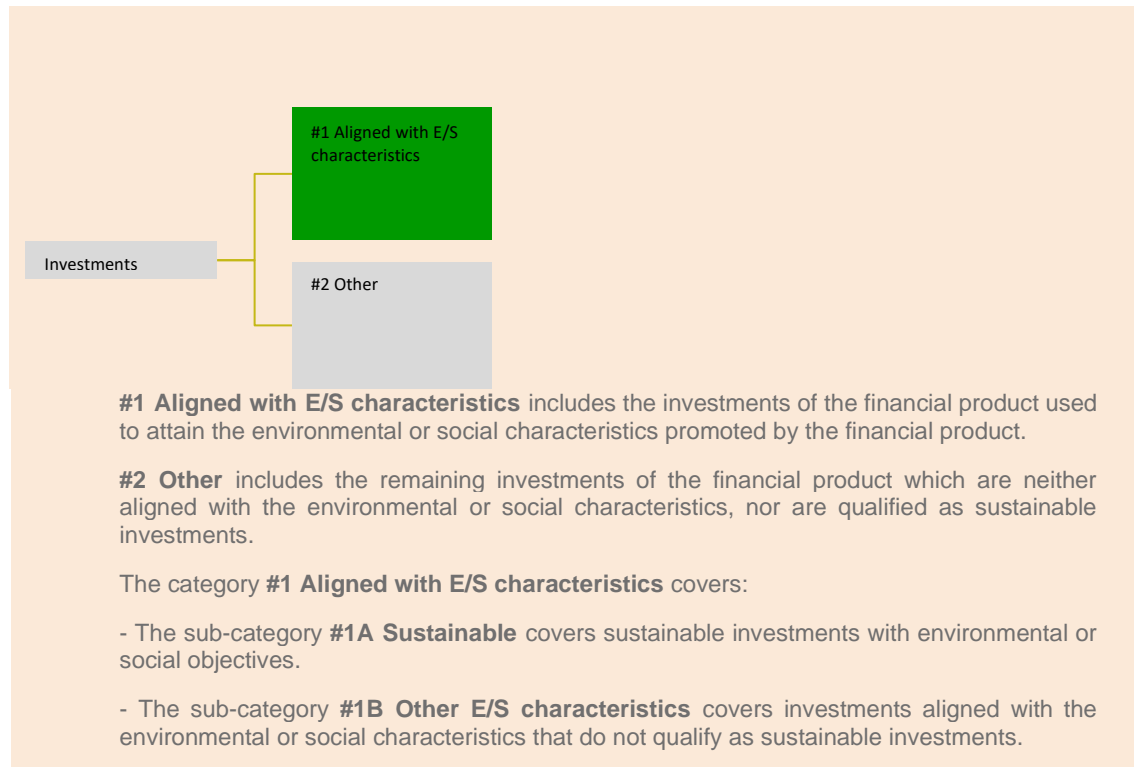 #1 Aligned with E/S
characteristics
Investments
#2 Other
#1 Aligned with E/S characteristics includes the investments of the financial product used
to attain the environmental or social characteristics promoted by the financial product.
#2 Other includes the remaining investments of the financial product which are neither
aligned with the environmental or social characteristics, nor are qualified as sustainable
investments.
The category #1 Aligned with E/S characteristics covers:
- The sub-category #1A Sustainable covers sustainable investments with environmental or
social objectives.
- The sub-category #1B Other E/S characteristics covers investments aligned with the
environmental or social characteristics that do not qualify as sustainable investments.